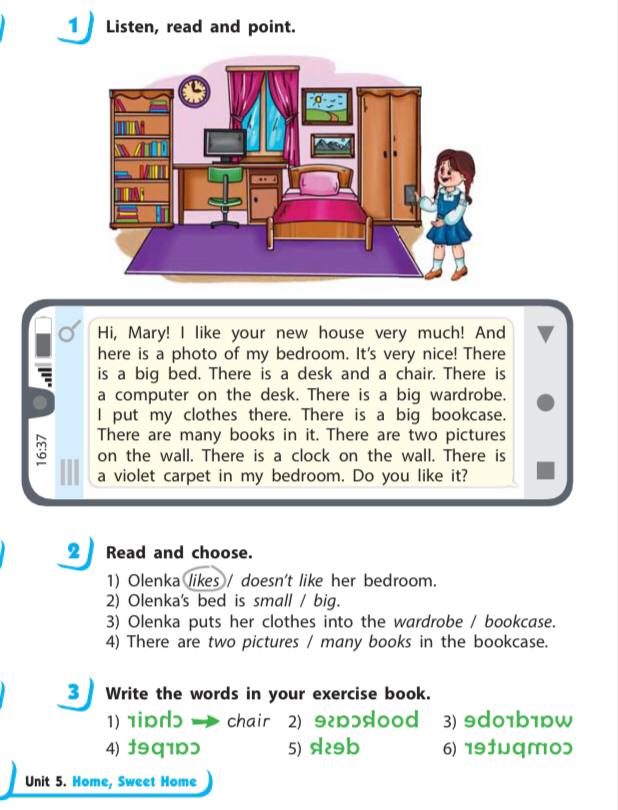 1 Listen, read and point.
16:37
Hi, Mary! I like your new house very much! And
here is a photo of my bedroom. It's very nice! There
is a big bed. There is a desk and a chair. There is
a computer on the desk. There is a big wardrobe.
I put my clothes there. There is a big bookcase.
There are many books in it. There are two pictures
on the wall. There is a clock on the wall. There is
a violet carpet in my bedroom. Do you like it?
2 Read and choose.
1) Olenka likes / doesn't like her bedroom.
2) Olenka's bed is small / big.
3) Olenka puts her clothes into the wardrobe / bookcase.
4) There are two pictures / many books in the bookcase.
3 Write the words in your exercise book.
1) chair chair 2) bookcase 3) wardrobe
4) carpet 5) desk 6) computer
Unit 5. Home, Sweet Home